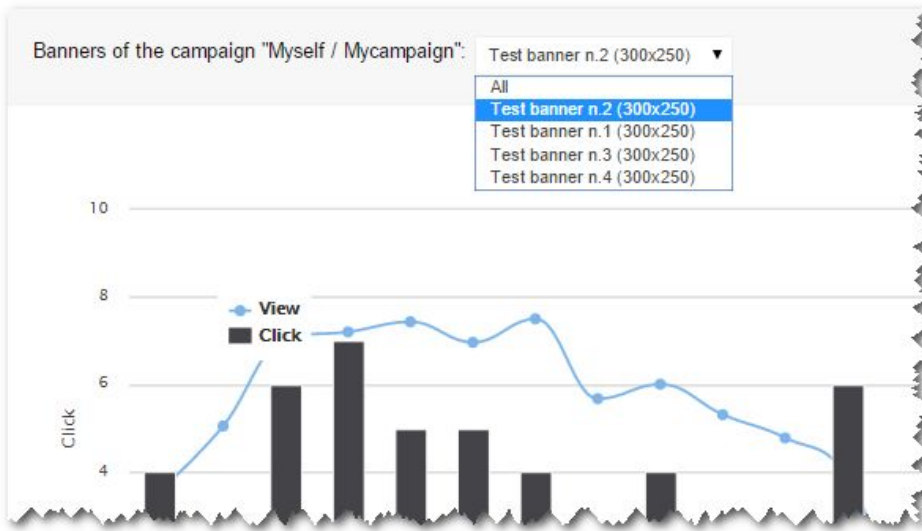 Banners of the campaign "Myself / Mycampaign": Test banner n.2 (300x250)
All
Test banner n.2 (300x250)
Test banner n.1 (300x250)
Test banner n.3 (300x250)
Test banner n.4 (300x250)
10
8
View
Click
6
Click
4